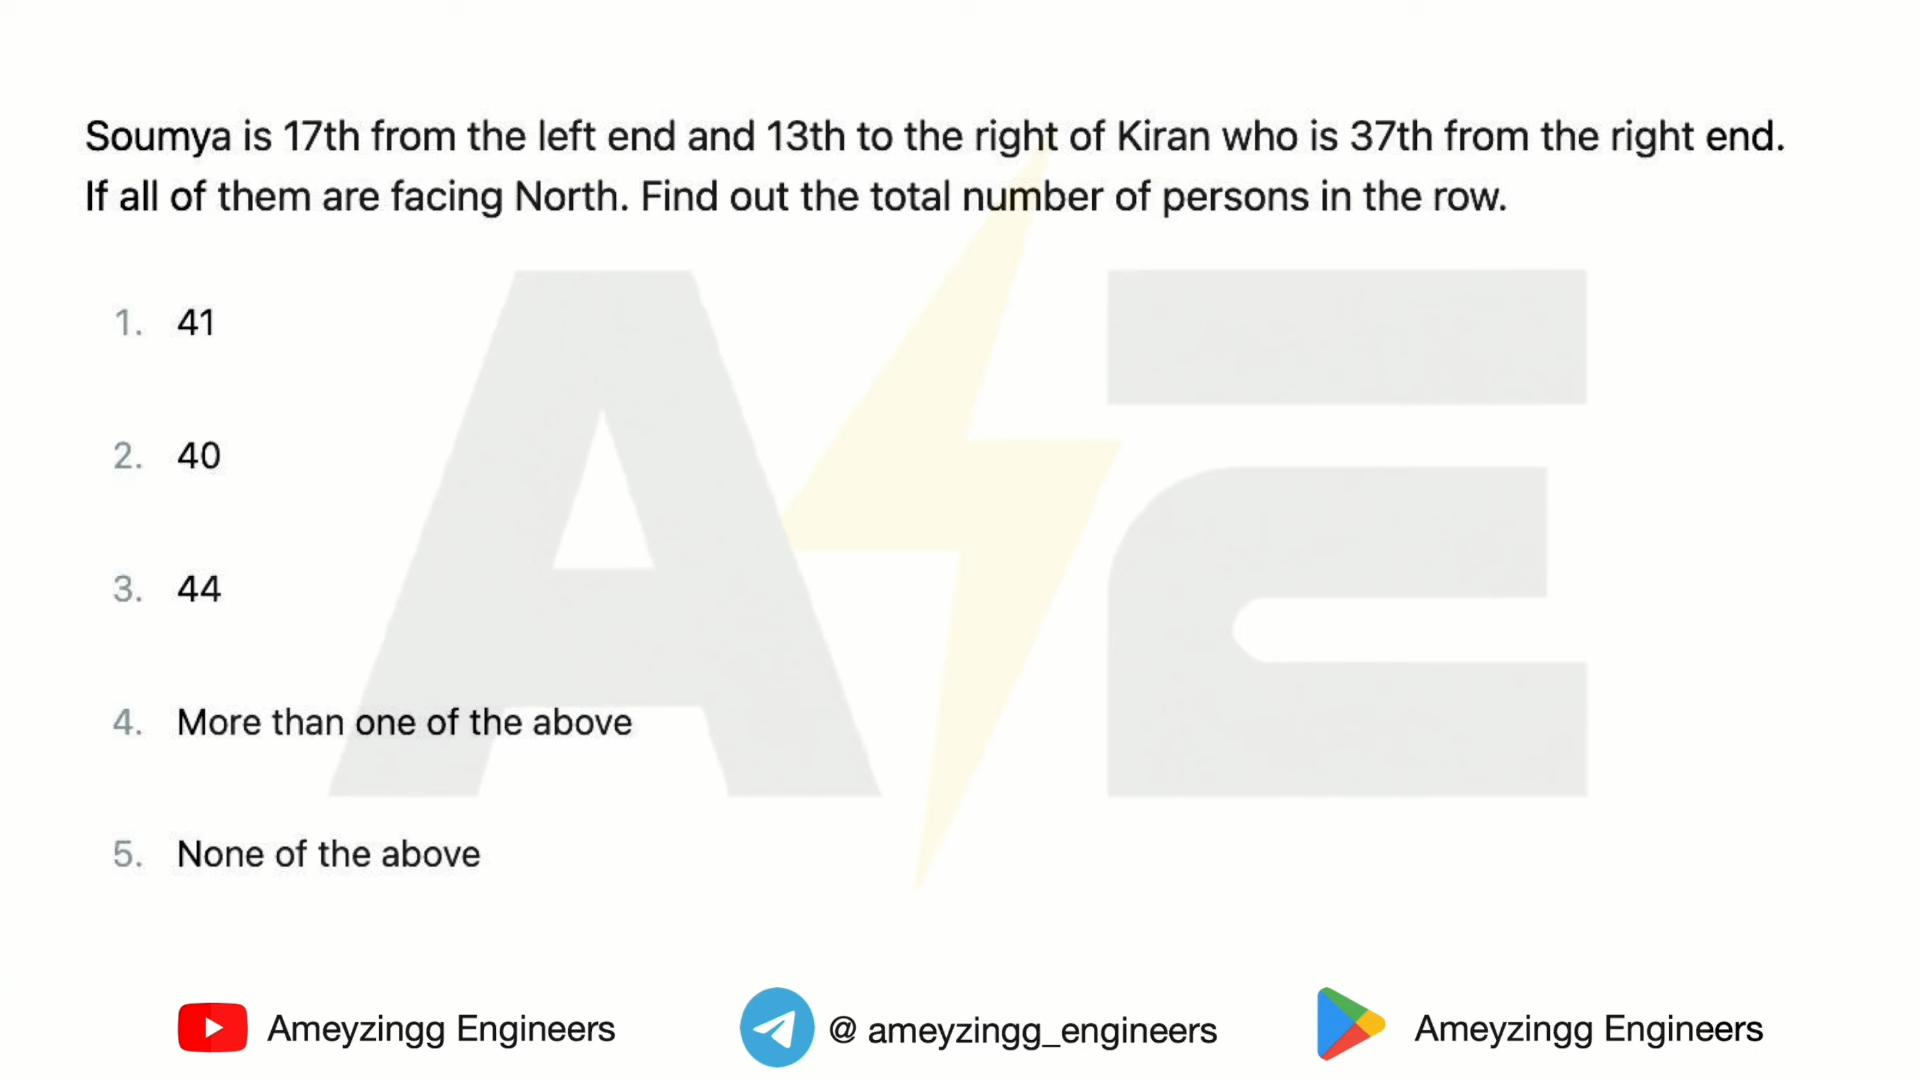 Soumya is 17th from the left end and 13th to the right of Kiran who is 37th from the right end.
If all of them are facing North. Find out the total number of persons in the row.
1. 41
2. 40
3. 44
4. More than one of the above
5. None of the above
AE
Ameyzingg Engineers
@ ameyzingg_engineers
Ameyzingg Engineers